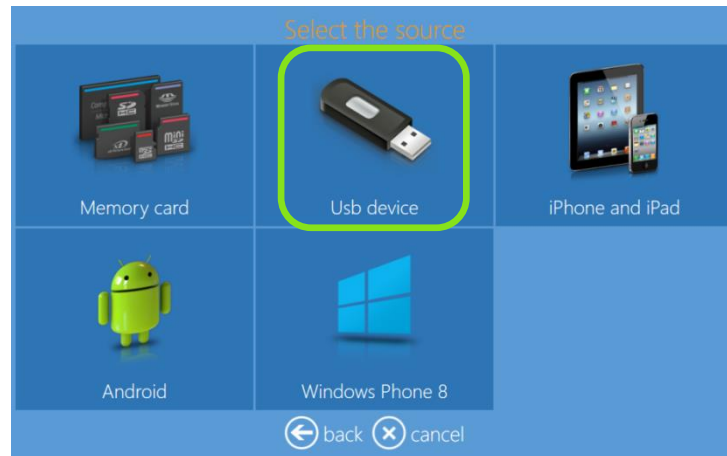 Select the source
Memory card
Usb device
iPhone and iPad
Android
Windows Phone 8
back
cancel